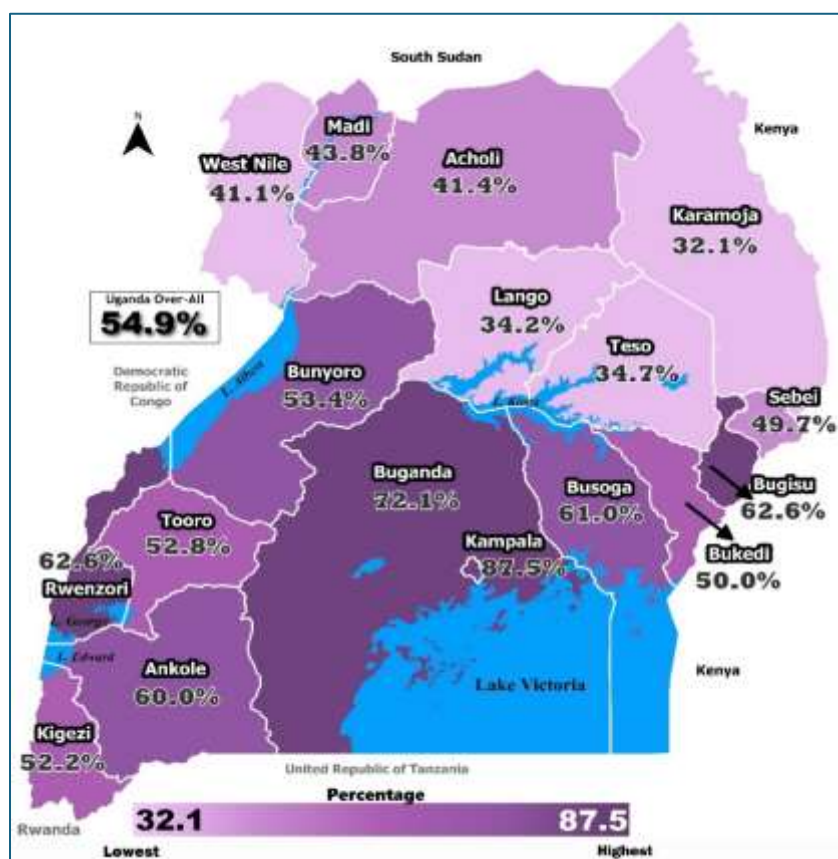 South Sudan
N
Kenya
Madi
43.8%
West Nile
41.1%
Acholi
41.4%
Karamoja
32.1%
Uganda Over-All
54.9%
Lango
34.2%
Teso
34.7%
Democratic
Republic of
Congo
L. Albert
Bunyoro
53.4%
Sebei
49.7%
Buganda
72.1%
Busoga
61.0%
Bugisu
62.6%
Tooro
52.8%
Kampala
87.5%
Bukedi
50.0%
62.6%
Rwenzori
L. George
L. Edward
Ankole
60.0%
Lake Victoria
Kenya
Kigezi
52.2%
United Republic of Tanzania
Rwanda
Percentage
32.1
87.5
Lowest
Highest